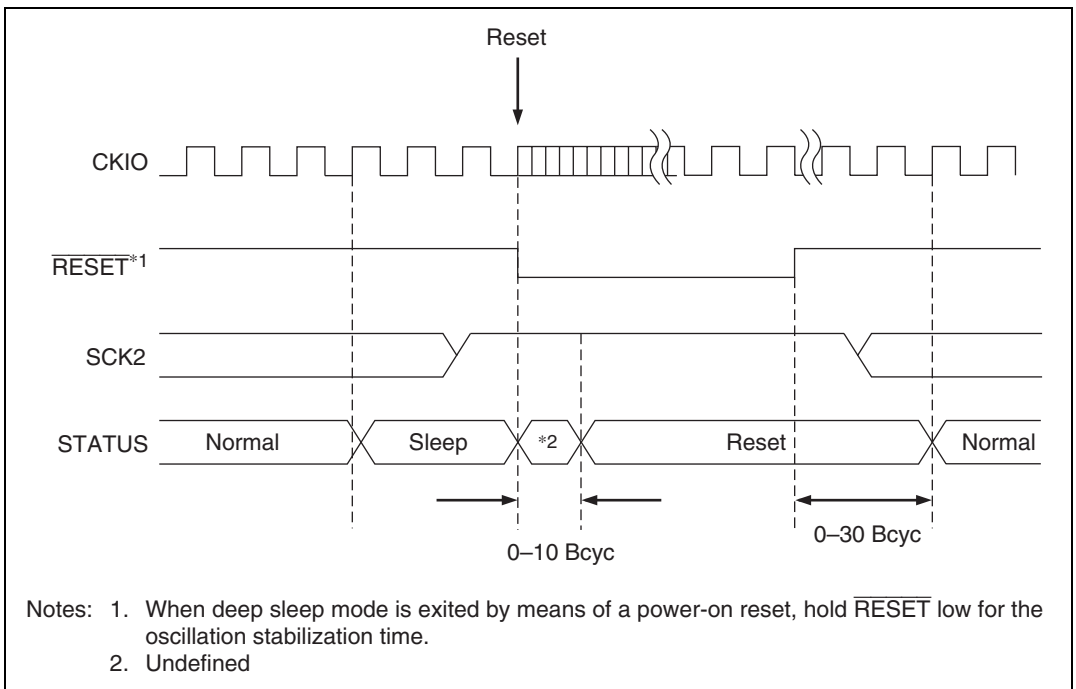 Reset
CKIO
RESET*1
SCK2
STATUS
Normal
Sleep
*2
Reset
Normal
0–10 Bcyc
0–30 Bcyc
Notes: 1. When deep sleep mode is exited by means of a power-on reset, hold RESET low for the
oscillation stabilization time.
2. Undefined